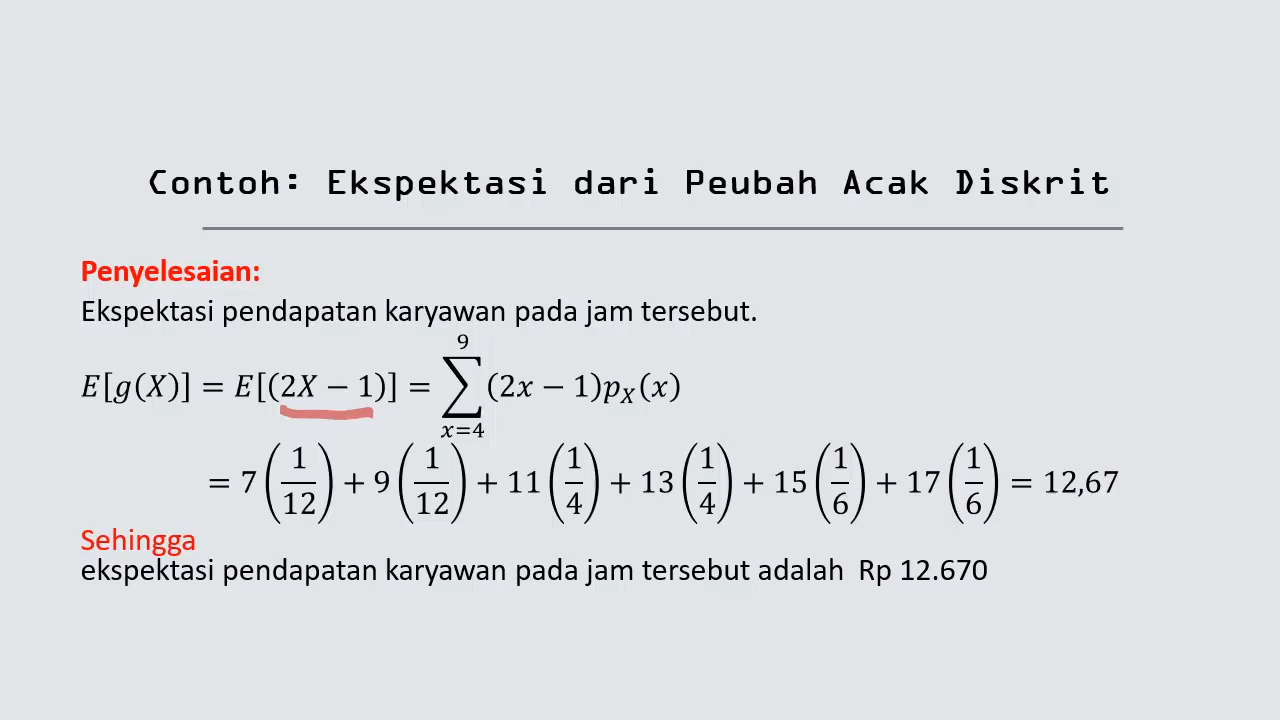 Contoh: Ekspektasi dari Peubah Acak Diskrit
Penyelesaian:
Ekspektasi pendapatan karyawan pada jam tersebut.
E[g(X)] = E[(2X − 1)] = ∑_{x=4}^{9} (2x − 1)p_X(x)
= 7(1/12) + 9(1/12) + 11(1/4) + 13(1/4) + 15(1/6) + 17(1/6) = 12,67
Sehingga
ekspektasi pendapatan karyawan pada jam tersebut adalah Rp 12.670